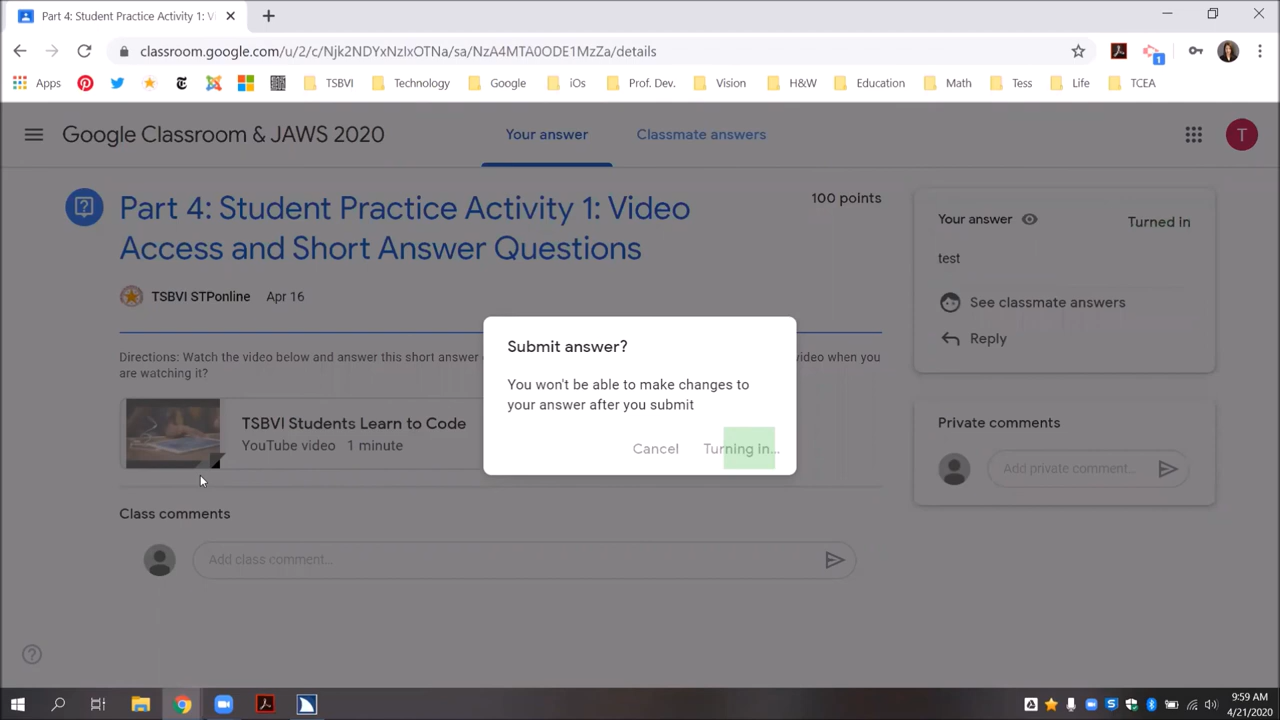 Part 4: Student Practice Activity 1: V
classroom.google.com/u/2/c/Njk2NDYxNzIxOTNa/sa/NzA4MTA0ODE1MzZa/details
1
Apps TSBVI Technology Google iOs Prof. Dev. Vision H&W Education Math Tess Life TCEA
Google Classroom & JAWS 2020
Your answer
Classmate answers
T
Part 4: Student Practice Activity 1: Video
Access and Short Answer Questions
100 points
TSBVI STPonline Apr 16
Directions: Watch the video below and answer this short answer
video when you
are watching it?
TSBVI Students Learn to Code
YouTube video 1 minute
Class comments
Add class comment...
Submit answer?
You won't be able to make changes to
your answer after you submit
Cancel Turning in...
Your answer
Turned in
test
See classmate answers
Reply
Private comments
Add private comment...
9:59 AM
4/21/2020